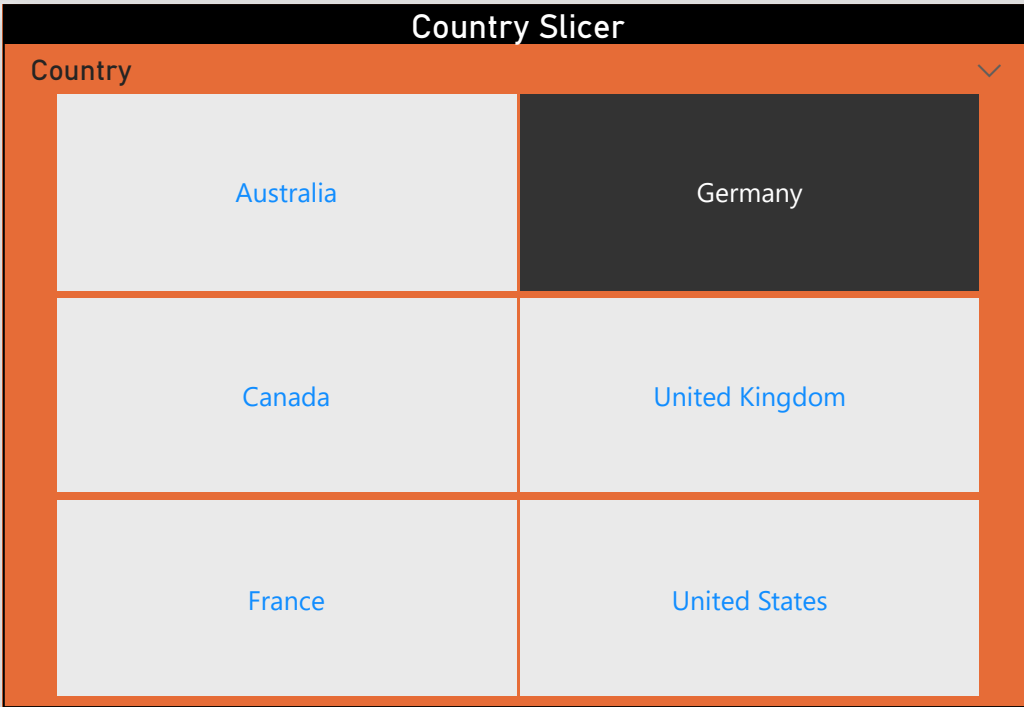 Country Slicer
Country
Australia
Germany
Canada
United Kingdom
France
United States